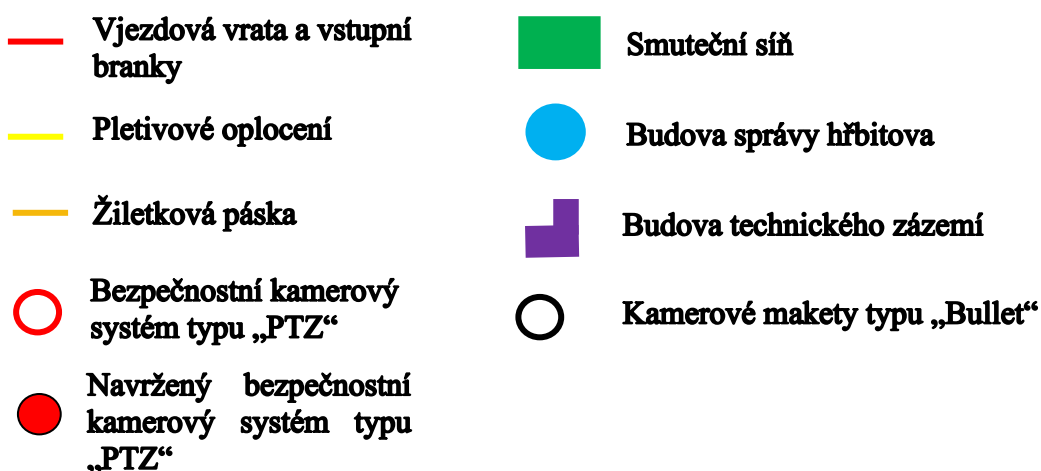 Vjezdová vrata a vstupní
branky
Pletivové oplocení
Žiletková páska
Bezpečnostní kamerový
systém typu „PTZ“
Navržený bezpečnostní
kamerový systém typu
„PTZ“
Smuteční síň
Budova správy hřbitova
Budova technického zázemí
Kamerové makety typu „Bullet“